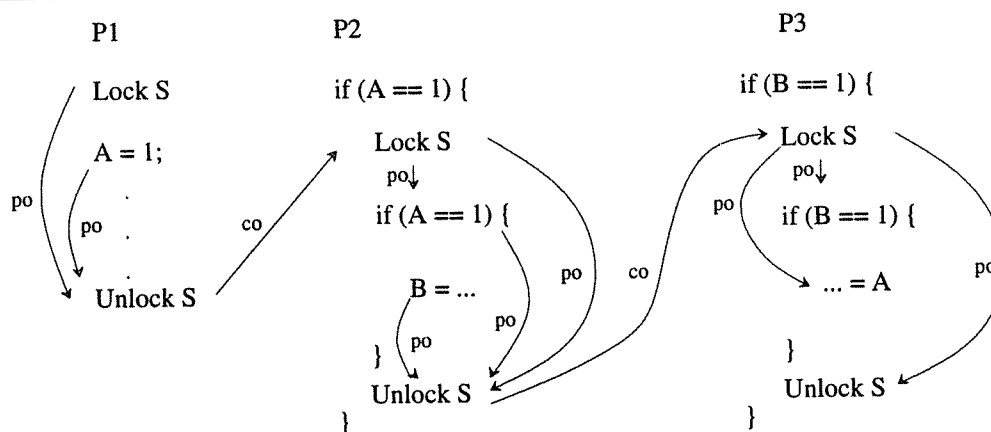 P1 P2 P3
Lock S if (A == 1) { if (B == 1) {
A = 1; Lock S Lock S
po po
po po co if (A == 1) { po if (B == 1) {
. B = ... po co ... = A po
Unlock S po po
} }
Unlock S Unlock S
} }